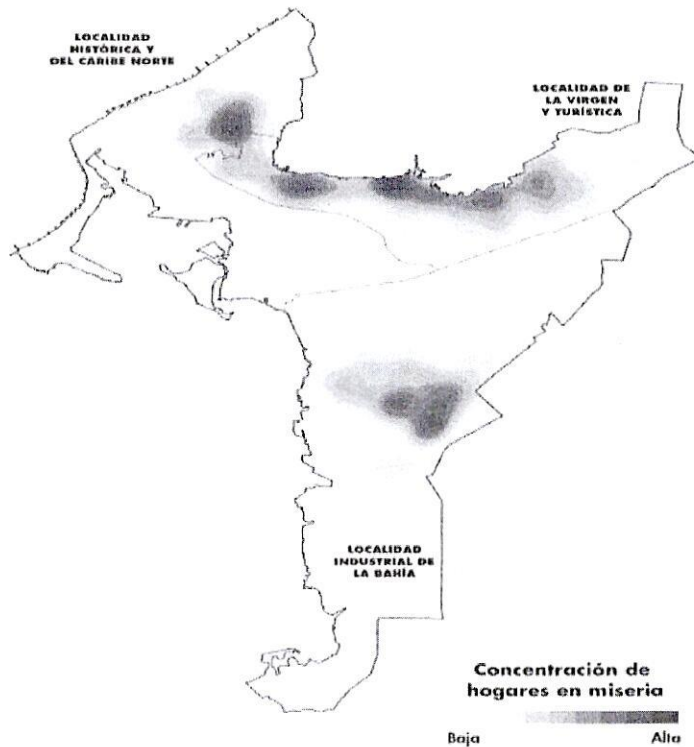 LOCALIDAD
HISTÓRICA Y
DEL CARIBE NORTE
LOCALIDAD DE
LA VIRGEN
Y TURÍSTICA
LOCALIDAD
INDUSTRIAL DE
LA BAHÍA
Concentración de
hogares en miseria
Baja Alta